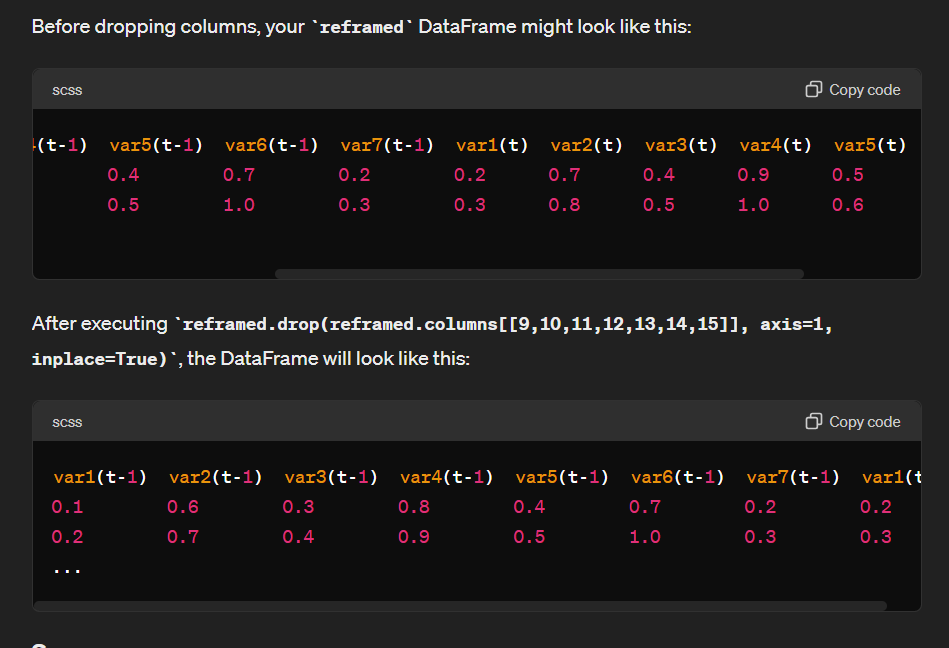 Before dropping columns, your `reframed` DataFrame might look like this:
scss Copy code
(t-1) var5(t-1) var6(t-1) var7(t-1) var1(t) var2(t) var3(t) var4(t) var5(t)
0.4 0.7 0.2 0.2 0.7 0.4 0.9 0.5
0.5 1.0 0.3 0.3 0.8 0.5 1.0 0.6
After executing `reframed.drop(reframed.columns[[9,10,11,12,13,14,15]], axis=1,
inplace=True)`, the DataFrame will look like this:
scss Copy code
var1(t-1) var2(t-1) var3(t-1) var4(t-1) var5(t-1) var6(t-1) var7(t-1) var1(t
0.1 0.6 0.3 0.8 0.4 0.7 0.2 0.2
0.2 0.7 0.4 0.9 0.5 1.0 0.3 0.3
...